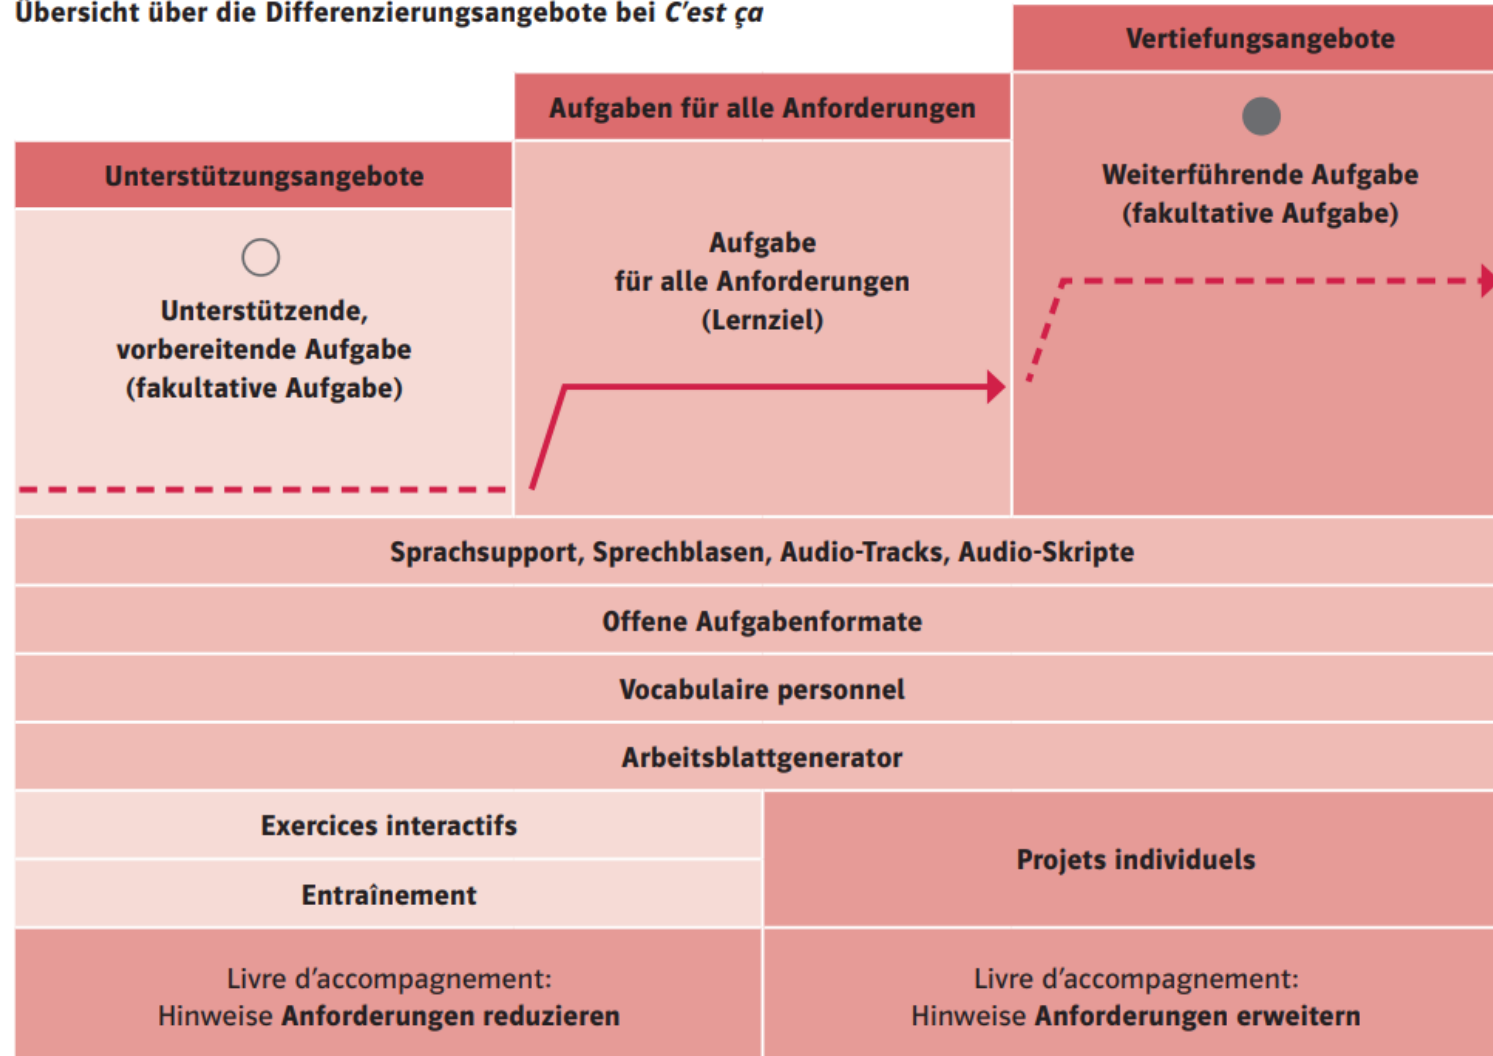 Übersicht über die Differenzierungsangebote bei C’est ça
Unterstützungsangebote
Unterstützende,
vorbereitende Aufgabe
(fakultative Aufgabe)
Aufgaben für alle Anforderungen
Aufgabe
für alle Anforderungen
(Lernziel)
Vertiefungsangebote
Weiterführende Aufgabe
(fakultative Aufgabe)
Sprachsupport, Sprechblasen, Audio-Tracks, Audio-Skripte
Offene Aufgabenformate
Vocabulaire personnel
Arbeitsblattgenerator
Exercices interactifs
Entraînement
Projets individuels
Livre d’accompagnement:
Hinweise Anforderungen reduzieren
Livre d’accompagnement:
Hinweise Anforderungen erweitern